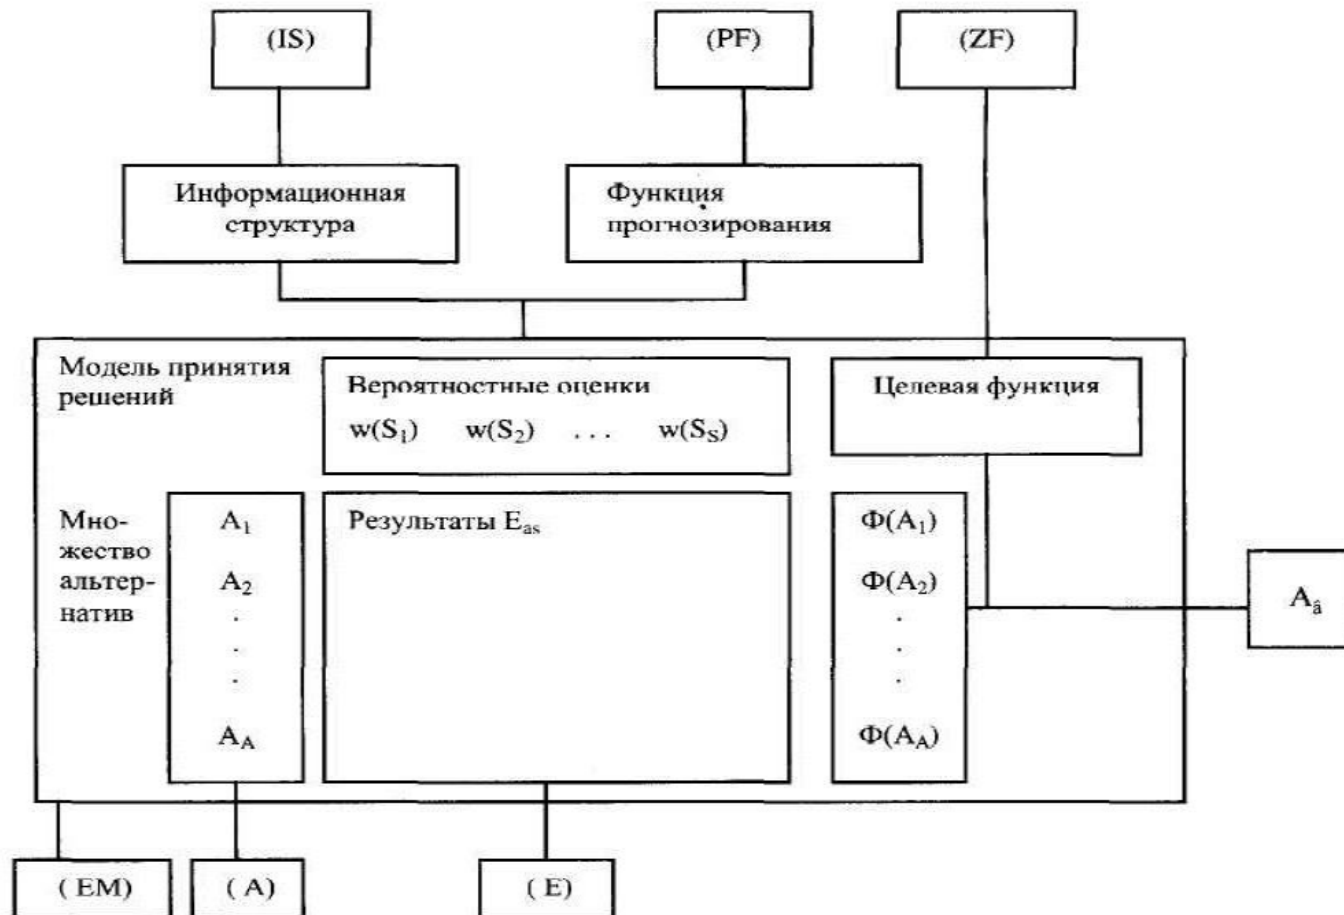 (IS)
(PF)
(ZF)
Информационная
структура
Функция
прогнозирования
Модель принятия
решений
Вероятностные оценки
w(S₁) w(S₂) ... w(S_S)
Целевая функция
Мно-
жество
альтер-
натив
A₁
A₂
.
.
.
A_A
Результаты E_as
Ф(A₁)
Ф(A₂)
.
.
.
Ф(A_A)
A_â
( EM)
( A)
( E)